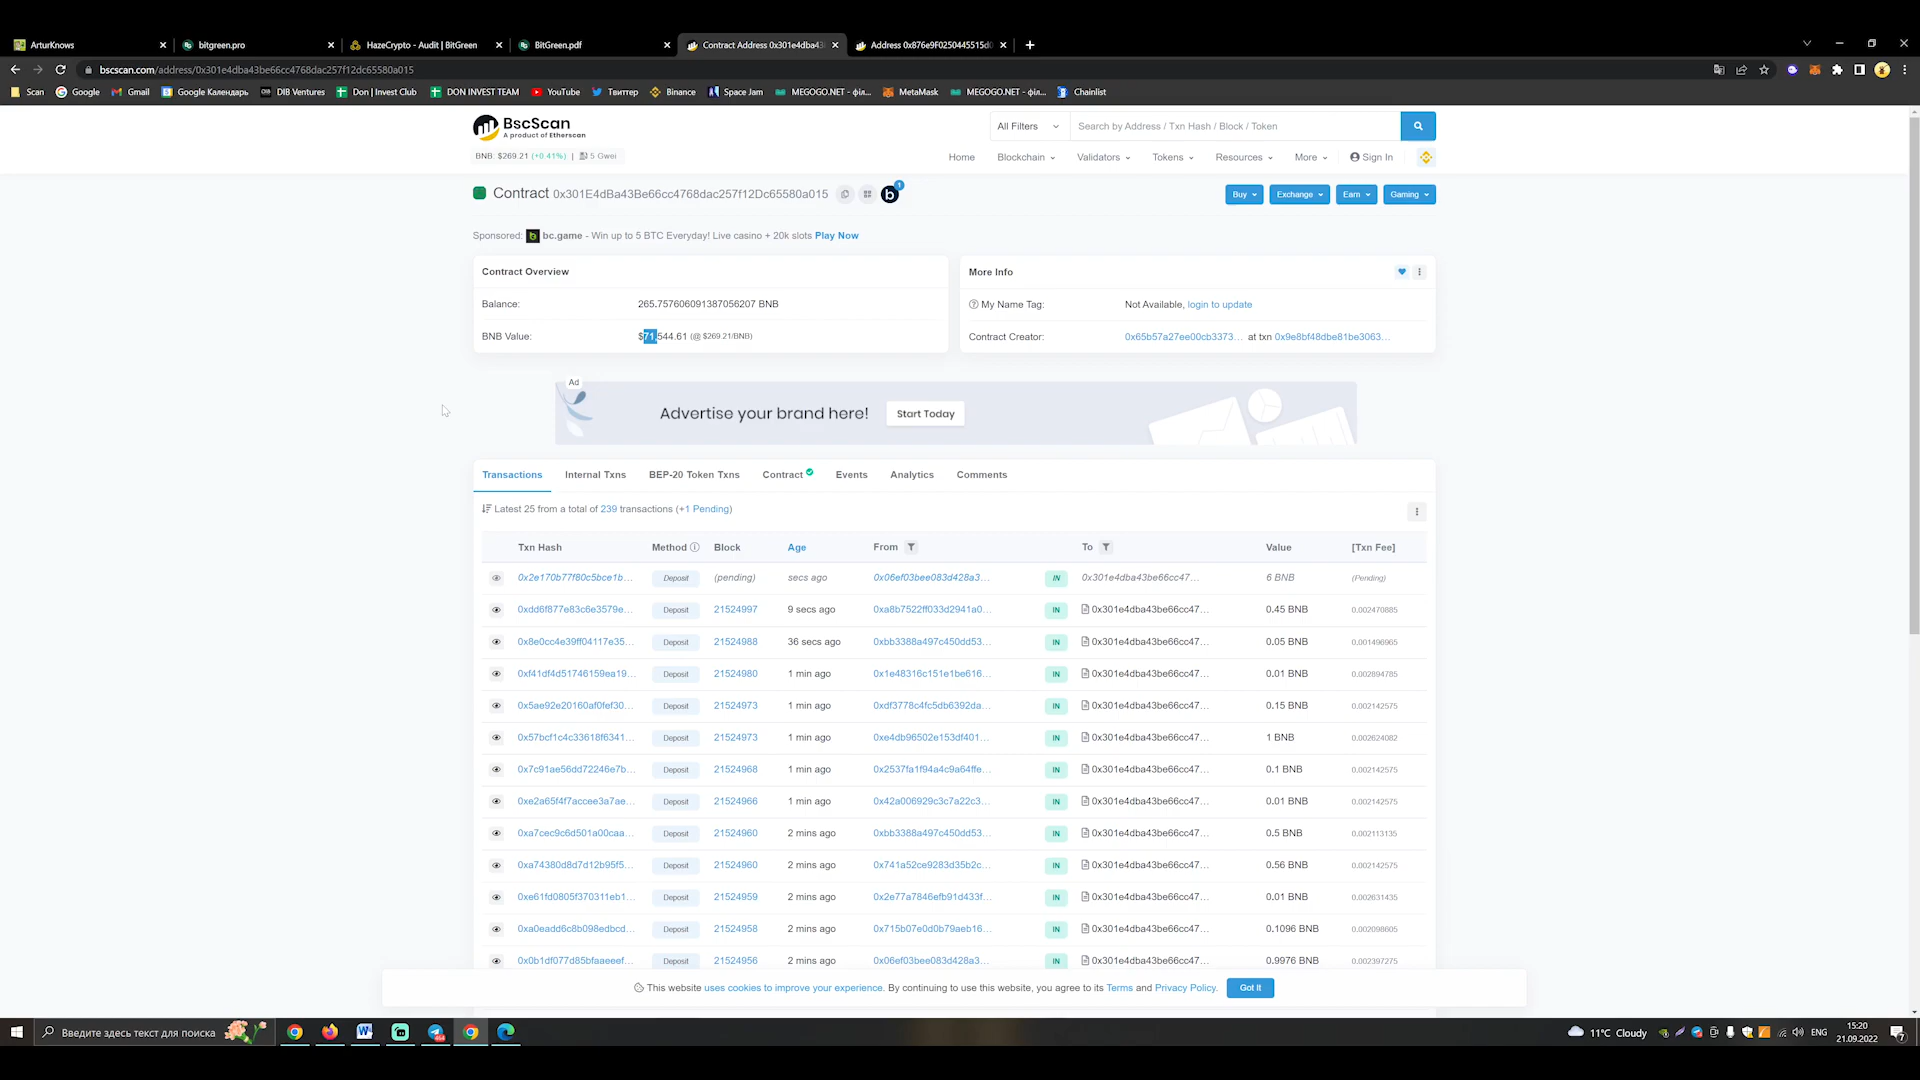 ArturKnows
bitgreen.pro
HazeCrypto - Audit | BitGreen
BitGreen.pdf
Contract Address 0x301e4dba43
Address 0x876e9F0250445515d
bscscan.com/address/0x301e4dba43be66cc4768dac257f12dc65580a015
Scan Google Gmail Google Календарь DIB Ventures Don | Invest Club DON INVEST TEAM YouTube Твиттер Binance Space Jam MEGOGO.NET - філ... MetaMask MEGOGO.NET - філ... Chainlist
BscScan
A product of Etherscan
All Filters Search by Address / Txn Hash / Block / Token
BNB: $269.21 (+0.41%) | 5 Gwei
Home Blockchain Validators Tokens Resources More Sign In
Contract 0x301E4dBa43Be66cc4768dac257f12Dc65580a015 b 1
Buy Exchange Earn Gaming
Sponsored: bc.game - Win up to 5 BTC Everyday! Live casino + 20k slots Play Now
Contract Overview
Balance: 265.757606091387056207 BNB
BNB Value: $71,544.61 (@ $269.21/BNB)
More Info
My Name Tag: Not Available, login to update
Contract Creator: 0x65b57a27ee00cb3373... at txn 0x9e8bf48dbe81be3063...
Ad
Advertise your brand here! Start Today
Transactions Internal Txns BEP-20 Token Txns Contract Events Analytics Comments
Latest 25 from a total of 239 transactions (+1 Pending)
Txn Hash Method Block Age From To Value [Txn Fee]
0x2e170b77f80c5bce1b... Deposit (pending) secs ago 0x06ef03bee083d428a3... IN 0x301e4dba43be66cc47... 6 BNB (Pending)
0xdd6f877e83c6e3579e... Deposit 21524997 9 secs ago 0xa8b7522ff033d2941a0... IN 0x301e4dba43be66cc47... 0.45 BNB 0.002470885
0x8e0cc4e39ff04117e35... Deposit 21524988 36 secs ago 0xbb3388a497c450dd53... IN 0x301e4dba43be66cc47... 0.05 BNB 0.001496965
0xf41df4d51746159ea19... Deposit 21524980 1 min ago 0x1e48316c151e1be616... IN 0x301e4dba43be66cc47... 0.01 BNB 0.002894785
0x5ae92e20160af0fef30... Deposit 21524973 1 min ago 0xdf3778c4fc5db6392da... IN 0x301e4dba43be66cc47... 0.15 BNB 0.002142575
0x57bcf1c4c33618f6341... Deposit 21524973 1 min ago 0xe4db96502e153df401... IN 0x301e4dba43be66cc47... 1 BNB 0.002624082
0x7c91ae56dd72246e7b... Deposit 21524968 1 min ago 0x2537fa1f94a4c9a64ffe... IN 0x301e4dba43be66cc47... 0.1 BNB 0.002142575
0xe2a65f4f7accee3a7ae... Deposit 21524966 1 min ago 0x42a006929c3c7a22c3... IN 0x301e4dba43be66cc47... 0.01 BNB 0.002142575
0xa7cec9c6d501a00caa... Deposit 21524960 2 mins ago 0xbb3388a497c450dd53... IN 0x301e4dba43be66cc47... 0.5 BNB 0.002113135
0xa74380d8d7d12b95f5... Deposit 21524960 2 mins ago 0x741a52ce9283d35b2c... IN 0x301e4dba43be66cc47... 0.56 BNB 0.002142575
0xe61fd0805f370311eb1... Deposit 21524959 2 mins ago 0x2e77a7846efb91d433f... IN 0x301e4dba43be66cc47... 0.01 BNB 0.002631435
0xa0eadd6c8b098edbcd... Deposit 21524958 2 mins ago 0x715b07e0d0b79aeb16... IN 0x301e4dba43be66cc47... 0.1096 BNB 0.002098605
0x0b1df077d85bfaaeeef... Deposit 21524956 2 mins ago 0x06ef03bee083d428a3... IN 0x301e4dba43be66cc47... 0.9976 BNB 0.002397275
This website uses cookies to improve your experience. By continuing to use this website, you agree to its Terms and Privacy Policy. Got It
Введите здесь текст для поиска
11°C Cloudy
ENG
15:20
21.09.2022
7